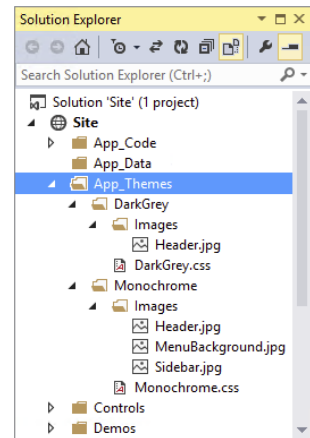 Solution Explorer
Search Solution Explorer (Ctrl+;)
Solution 'Site' (1 project)
Site
App_Code
App_Data
App_Themes
DarkGrey
Images
Header.jpg
DarkGrey.css
Monochrome
Images
Header.jpg
MenuBackground.jpg
Sidebar.jpg
Monochrome.css
Controls
Demos